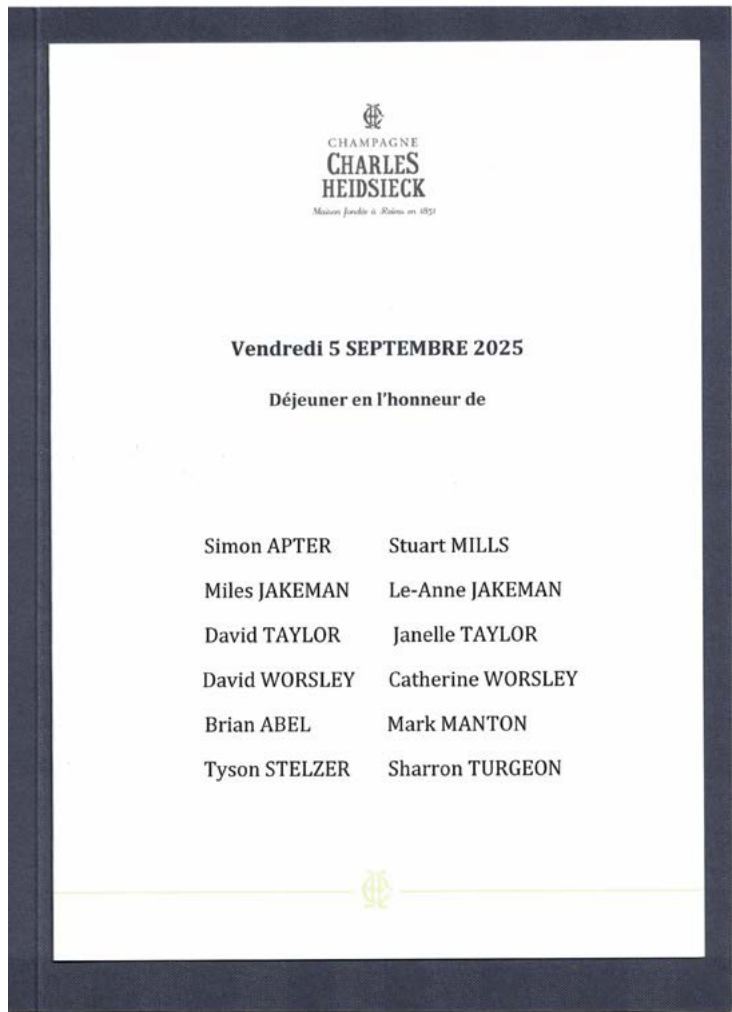 CHAMPAGNE
CHARLES
HEIDSIECK
Maison fondée à Reims en 1851
Vendredi 5 SEPTEMBRE 2025
Déjeuner en l'honneur de
Simon APTER Stuart MILLS
Miles JAKEMAN Le-Anne JAKEMAN
David TAYLOR Janelle TAYLOR
David WORSLEY Catherine WORSLEY
Brian ABEL Mark MANTON
Tyson STELZER Sharron TURGEON